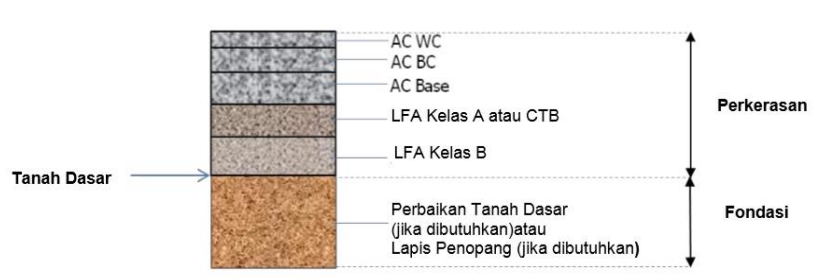 AC WC
AC BC
AC Base
LFA Kelas A atau CTB
LFA Kelas B
Perkerasan
Tanah Dasar
Perbaikan Tanah Dasar
(jika dibutuhkan)atau
Lapis Penopang (jika dibutuhkan)
Fondasi